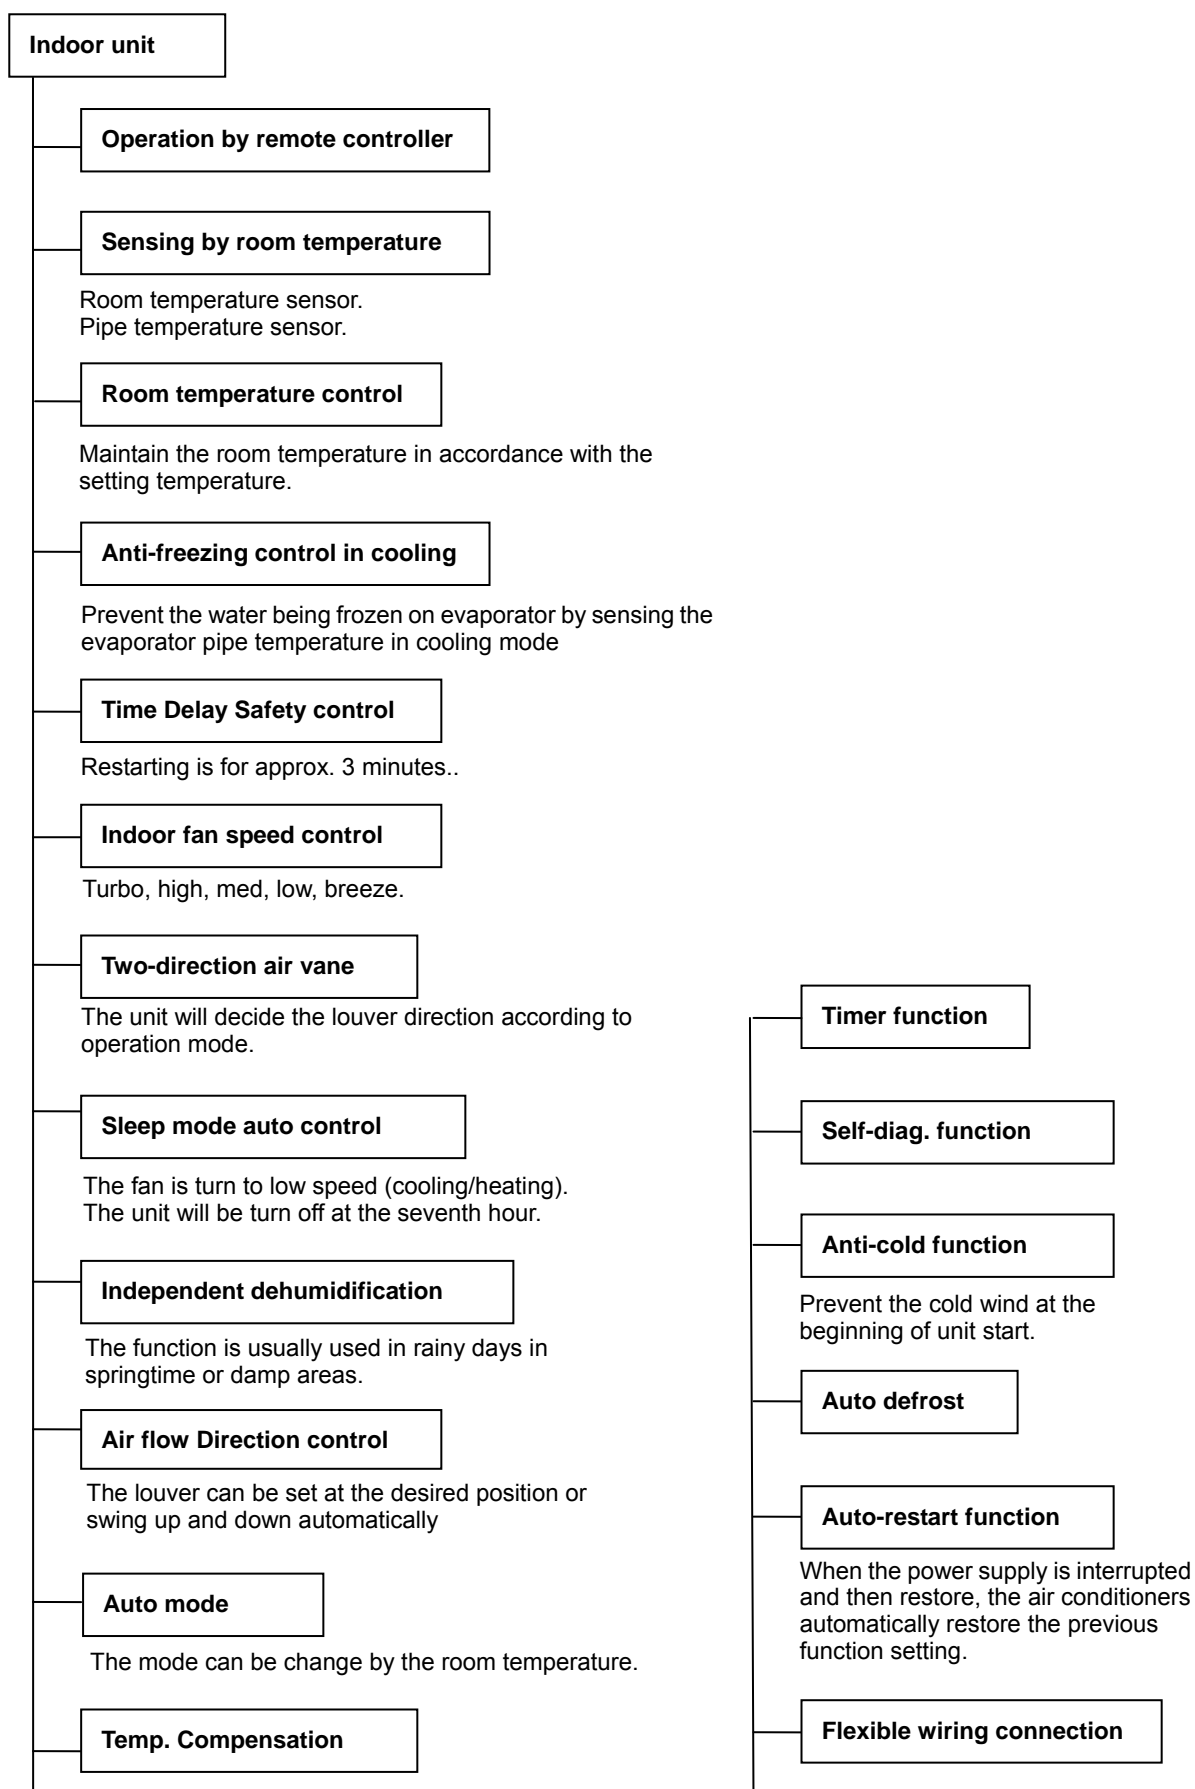 Indoor unit
Operation by remote controller
Sensing by room temperature
Room temperature sensor.
Pipe temperature sensor.
Room temperature control
Maintain the room temperature in accordance with the
setting temperature.
Anti-freezing control in cooling
Prevent the water being frozen on evaporator by sensing the
evaporator pipe temperature in cooling mode
Time Delay Safety control
Restarting is for approx. 3 minutes..
Indoor fan speed control
Turbo, high, med, low, breeze.
Two-direction air vane
The unit will decide the louver direction according to
operation mode.
Sleep mode auto control
The fan is turn to low speed (cooling/heating).
The unit will be turn off at the seventh hour.
Independent dehumidification
The function is usually used in rainy days in
springtime or damp areas.
Air flow Direction control
The louver can be set at the desired position or
swing up and down automatically
Auto mode
The mode can be change by the room temperature.
Temp. Compensation
Timer function
Self-diag. function
Anti-cold function
Prevent the cold wind at the
beginning of unit start.
Auto defrost
Auto-restart function
When the power supply is interrupted
and then restore, the air conditioners
automatically restore the previous
function setting.
Flexible wiring connection